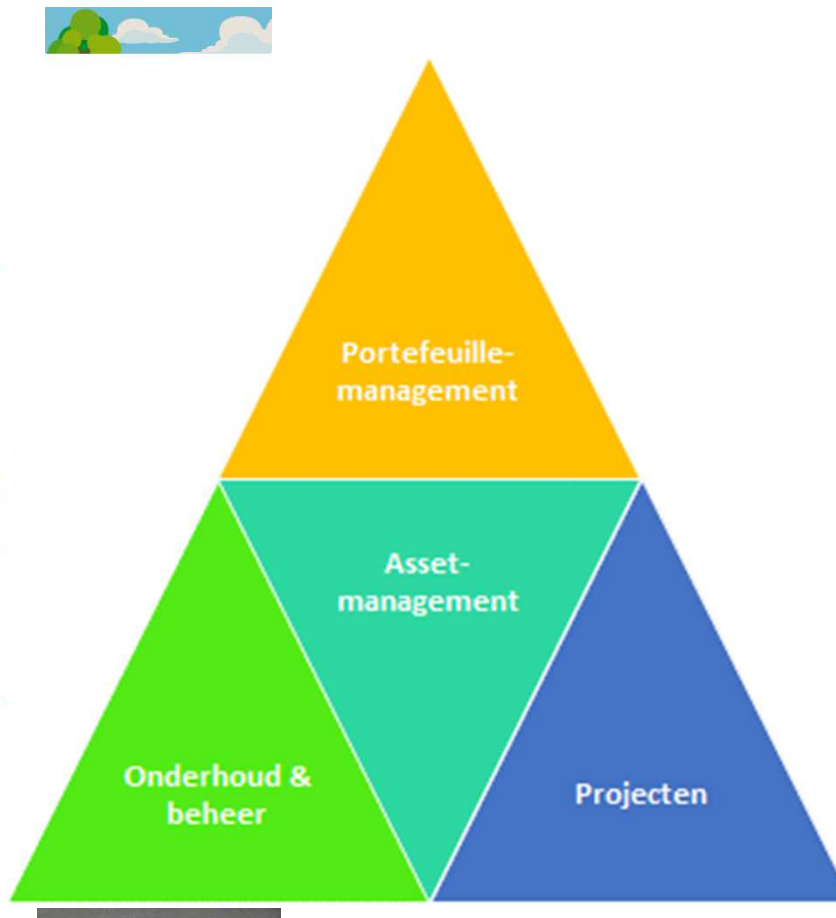 Portefeuille-
management
Asset-
management
Onderhoud &
beheer
Projecten